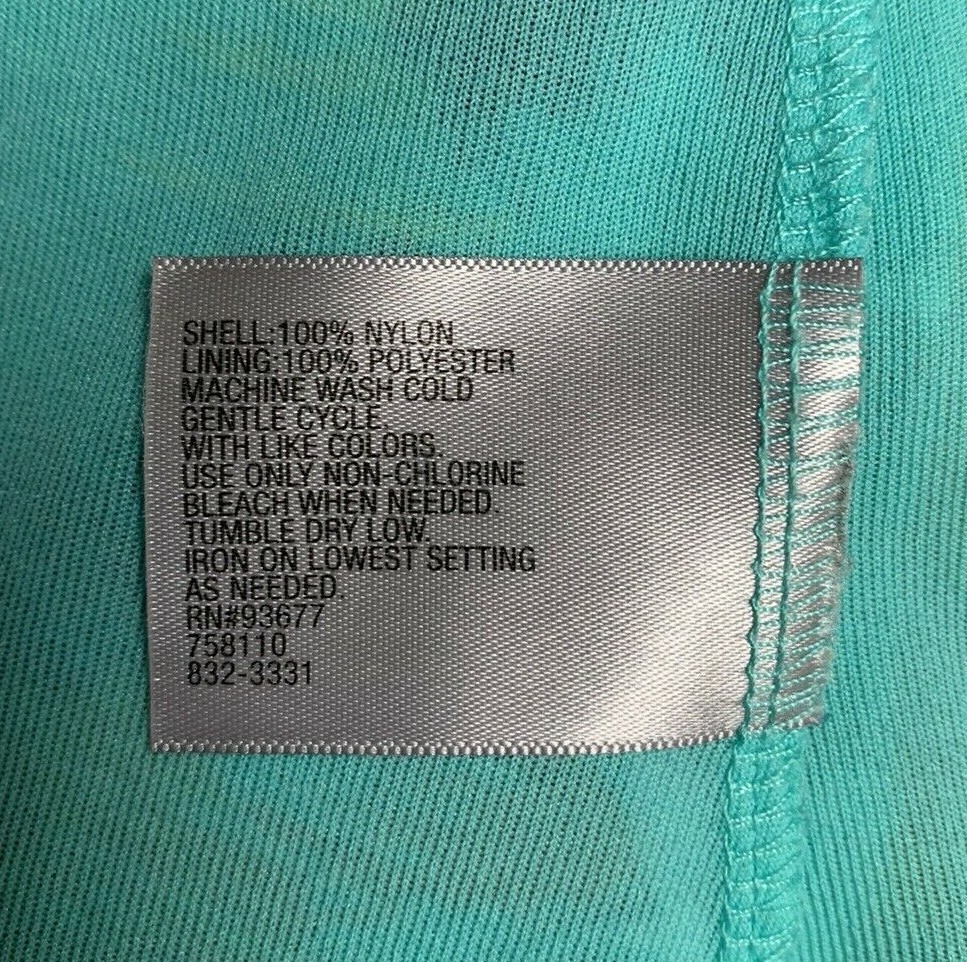 SHELL:100% NYLON
LINING:100% POLYESTER
MACHINE WASH COLD
GENTLE CYCLE.
WITH LIKE COLORS.
USE ONLY NON-CHLORINE
BLEACH WHEN NEEDED.
TUMBLE DRY LOW.
IRON ON LOWEST SETTING
AS NEEDED.
RN#93677
758110
832-3331